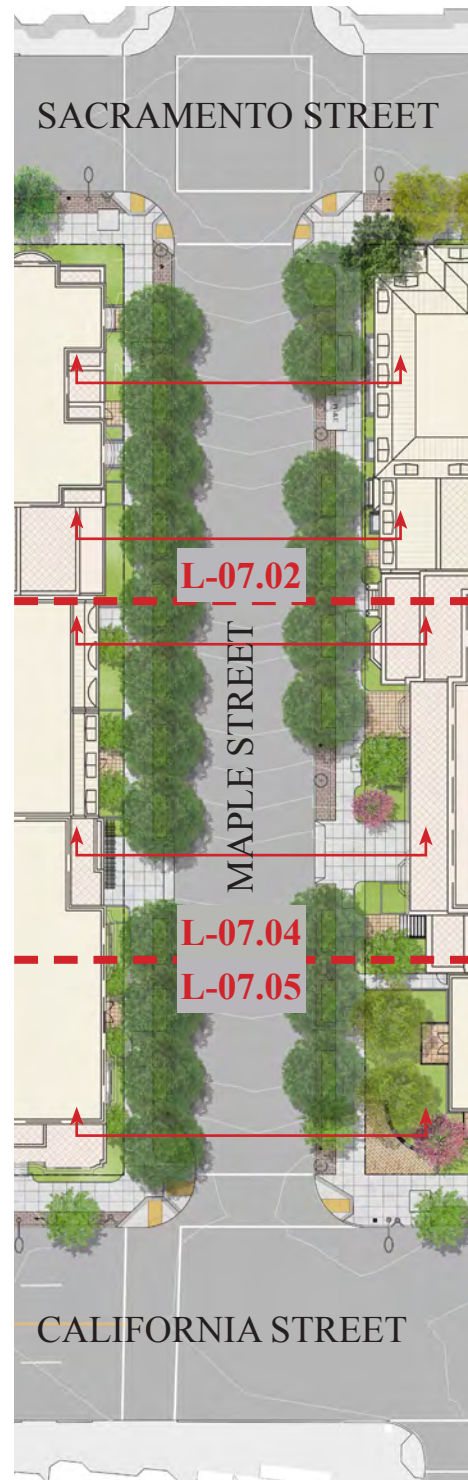 SACRAMENTO STREET
L-07.02
MAPLE STREET
L-07.04
L-07.05
CALIFORNIA STREET